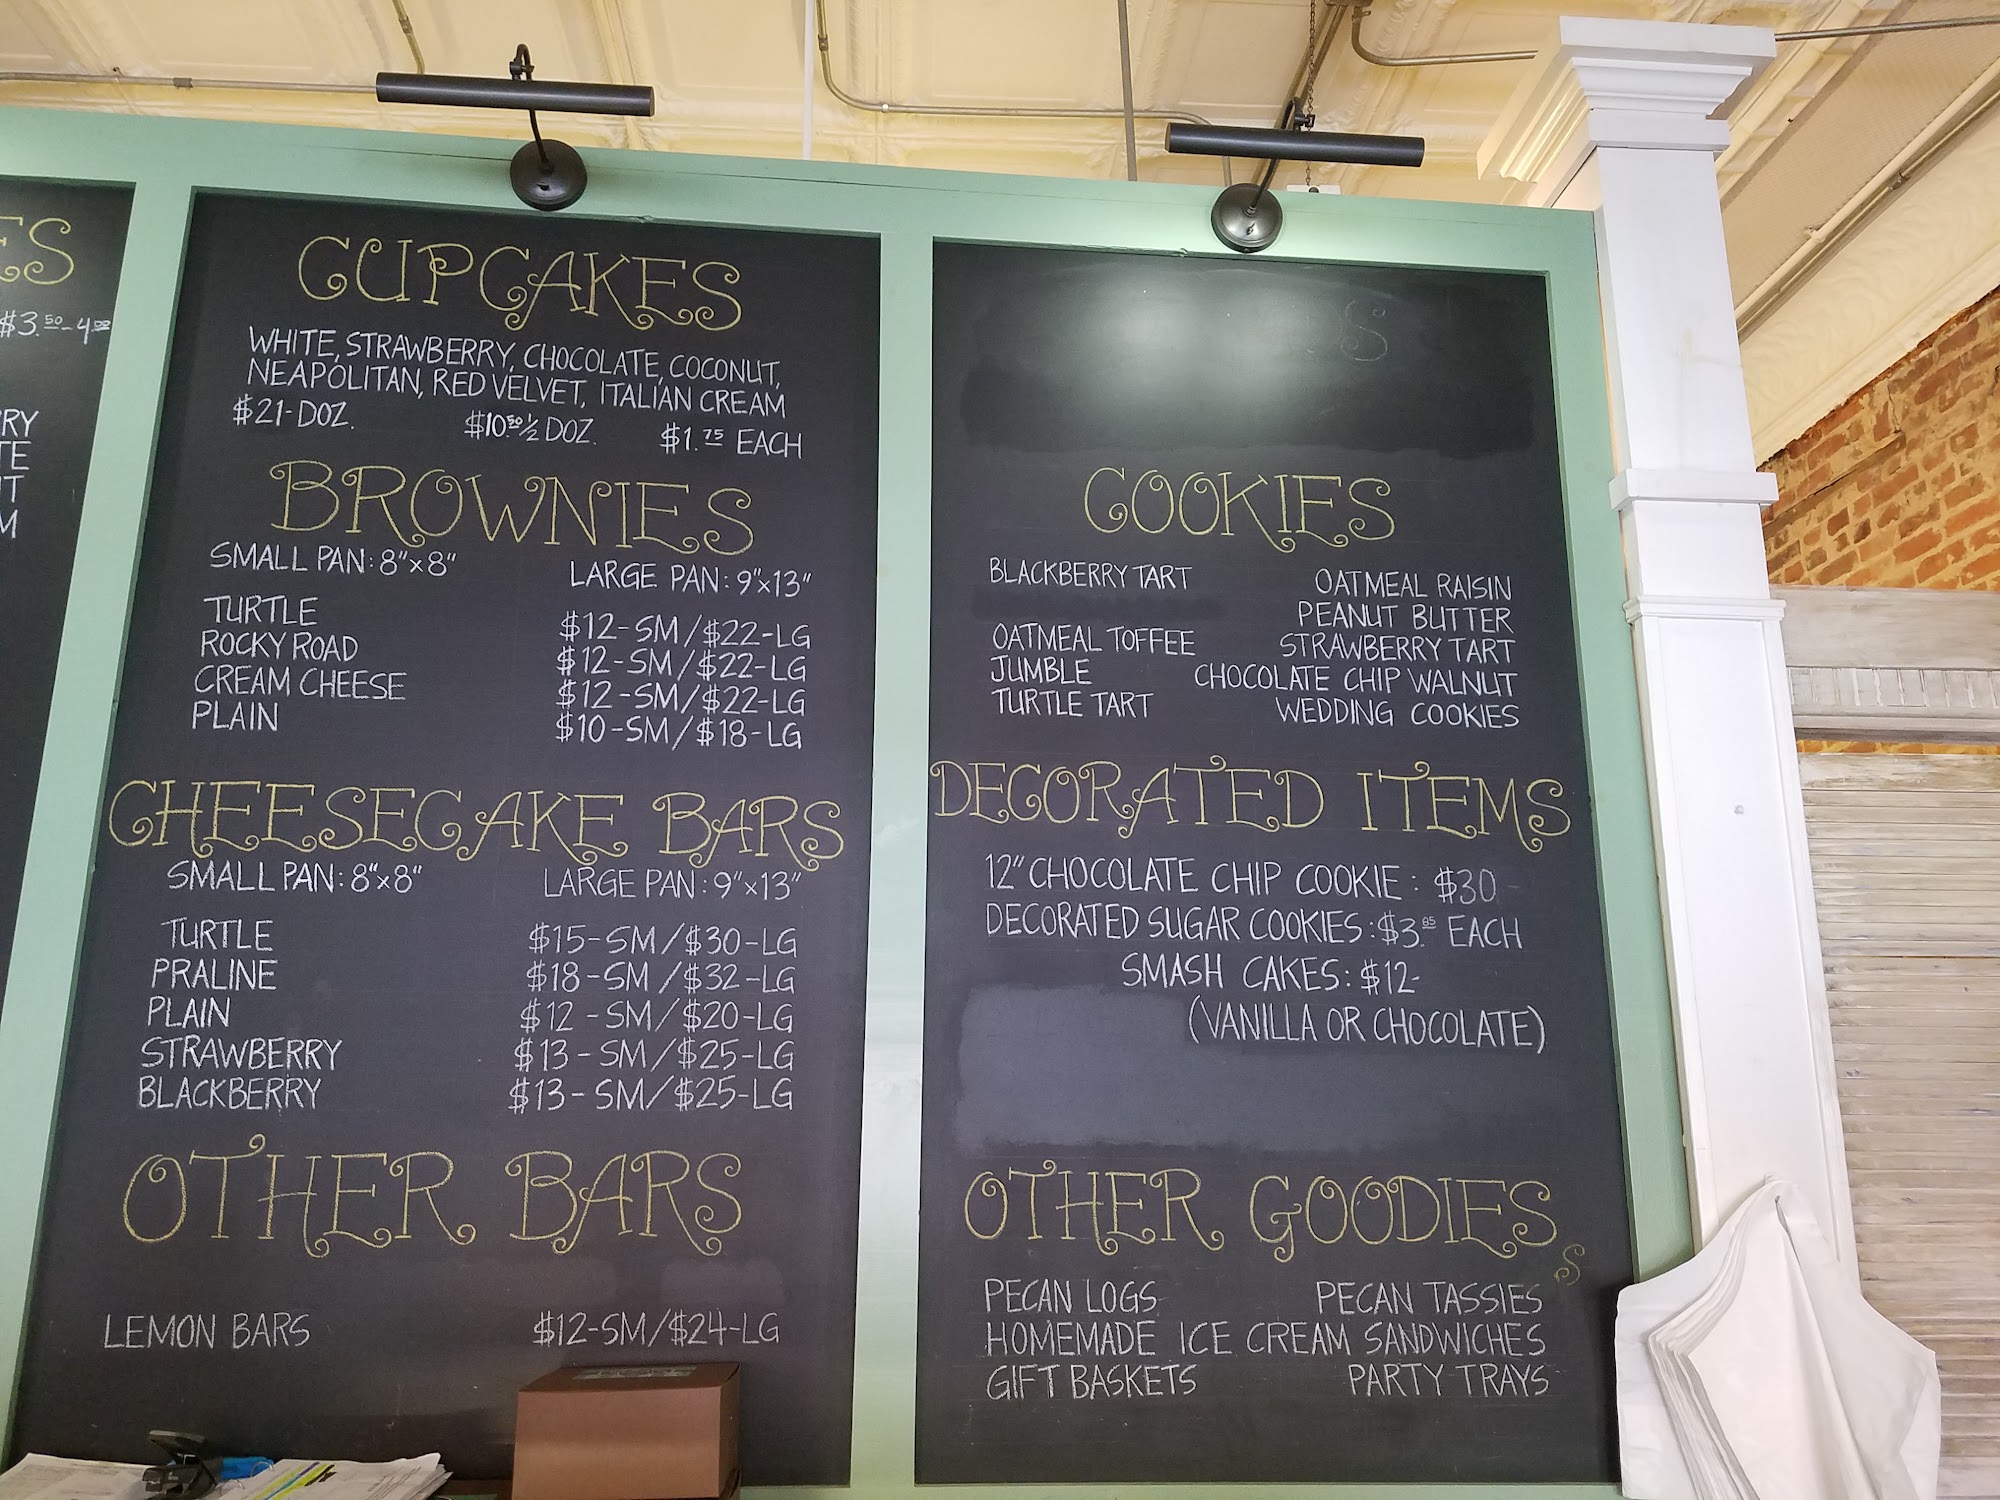 ES
$3.50-4.00
RY
TE
IT
M
CUPCAKES
WHITE, STRAWBERRY, CHOCOLATE, COCONUT,
NEAPOLITAN, RED VELVET, ITALIAN CREAM
$21-DOZ. $10.50 ½ DOZ. $1.75 EACH
BROWNIES
SMALL PAN: 8"x8" LARGE PAN: 9"x13"
TURTLE $12-SM/$22-LG
ROCKY ROAD $12-SM/$22-LG
CREAM CHEESE $12-SM/$22-LG
PLAIN $10-SM/$18-LG
CHEESECAKE BARS
SMALL PAN: 8"x8" LARGE PAN: 9"x13"
TURTLE $15-SM/$30-LG
PRALINE $18-SM/$32-LG
PLAIN $12-SM/$20-LG
STRAWBERRY $13-SM/$25-LG
BLACKBERRY $13-SM/$25-LG
OTHER BARS
LEMON BARS $12-SM/$24-LG
COOKIES
BLACKBERRY TART OATMEAL RAISIN
PEANUT BUTTER
OATMEAL TOFFEE STRAWBERRY TART
JUMBLE CHOCOLATE CHIP WALNUT
TURTLE TART WEDDING COOKIES
DECORATED ITEMS
12" CHOCOLATE CHIP COOKIE: $30-
DECORATED SUGAR COOKIES: $3. EACH
SMASH CAKES: $12-
(VANILLA OR CHOCOLATE)
OTHER GOODIES
S
PECAN LOGS PECAN TASSIES
HOMEMADE ICE CREAM SANDWICHES
GIFT BASKETS PARTY TRAYS